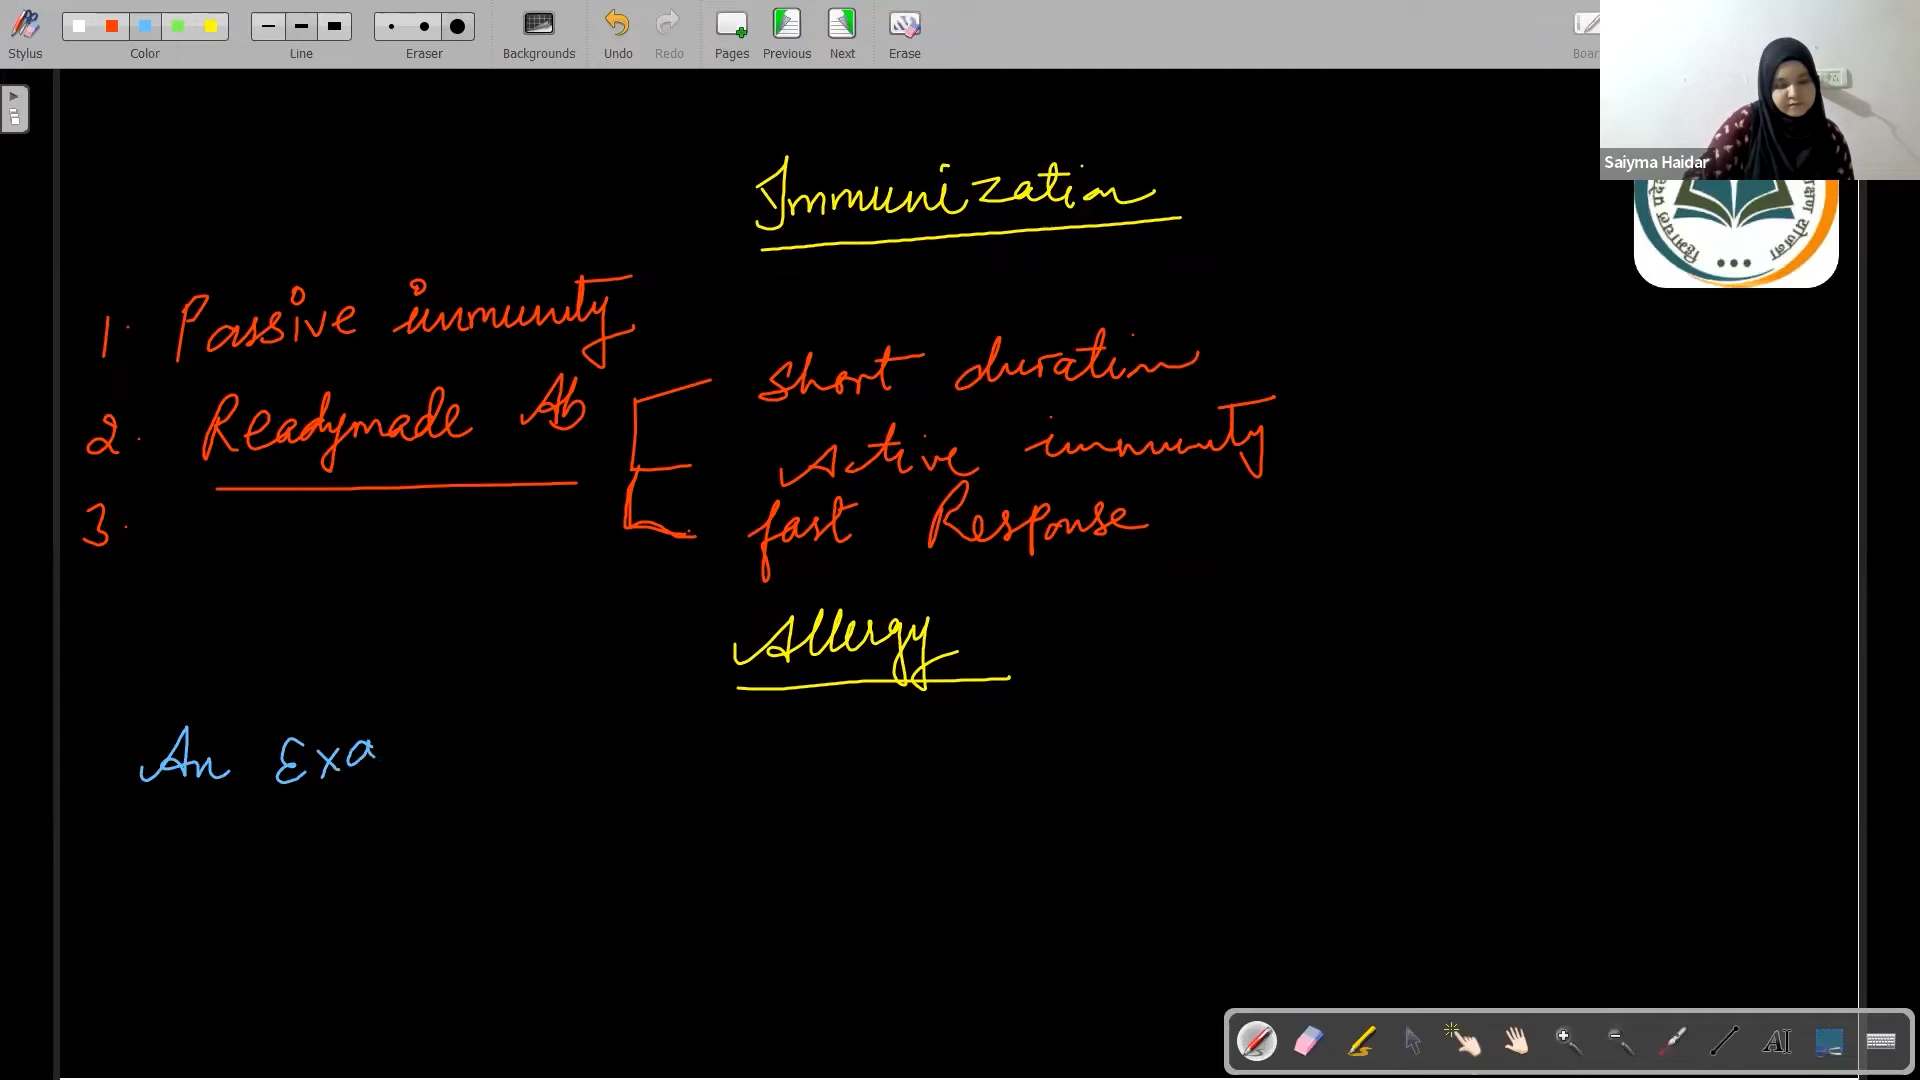 Stylus Color Line Eraser Backgrounds Undo Redo Pages Previous Next Erase Boar
Saiyma Haidar
Immunization
1. Passive immunity
2. Readymade Ab
short duration
Active immunity
fast Response
3.
Allergy
An Exa